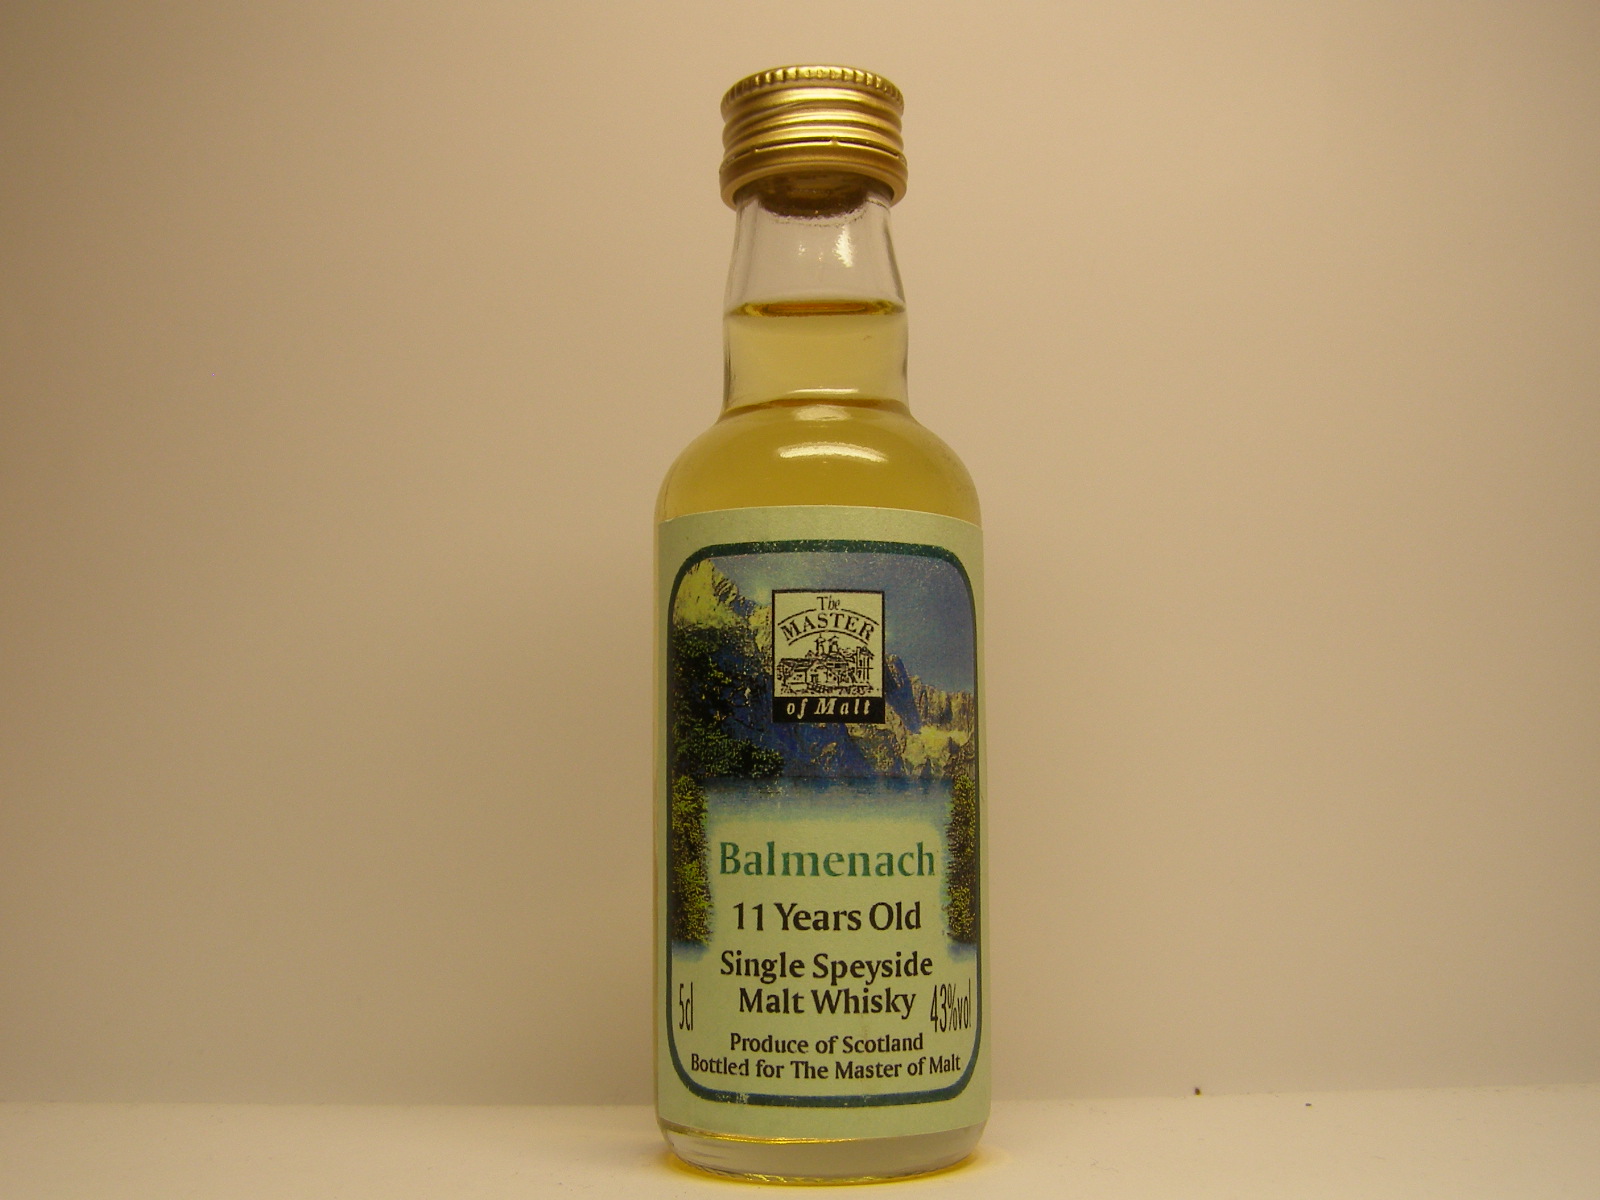 The
MASTER
of Malt
Balmenach
11 Years Old
Single Speyside
Malt Whisky
5cl
43%vol
Produce of Scotland
Bottled for The Master of Malt